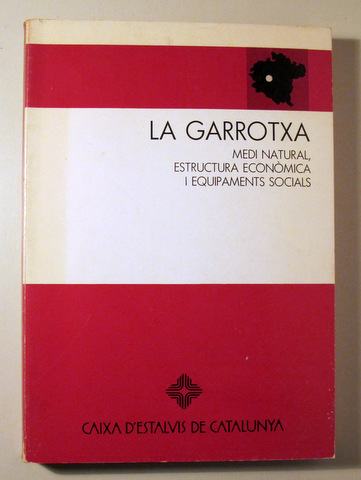 LA GARROTXA
MEDI NATURAL,
ESTRUCTURA ECONÒMICA
I EQUIPAMENTS SOCIALS
CAIXA D'ESTALVIS DE CATALUNYA